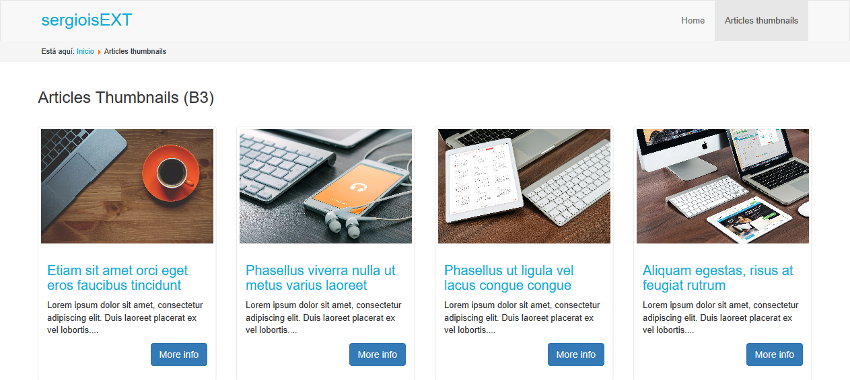 sergioisEXT
Home
Articles thumbnails
Está aquí: Inicio
Articles thumbnails
Articles Thumbnails (B3)
Etiam sit amet orci eget
eros faucibus tincidunt
Lorem ipsum dolor sit amet, consectetur
adipiscing elit. Duis laoreet placerat ex
vel lobortis....
More info
Phasellus viverra nulla ut
metus varius laoreet
Lorem ipsum dolor sit amet, consectetur
adipiscing elit. Duis laoreet placerat ex
vel lobortis....
More info
Phasellus ut ligula vel
lacus congue congue
Lorem ipsum dolor sit amet, consectetur
adipiscing elit. Duis laoreet placerat ex
vel lobortis....
More info
Aliquam egestas, risus at
feugiat rutrum
Lorem ipsum dolor sit amet, consectetur
adipiscing elit. Duis laoreet placerat ex
vel lobortis....
More info